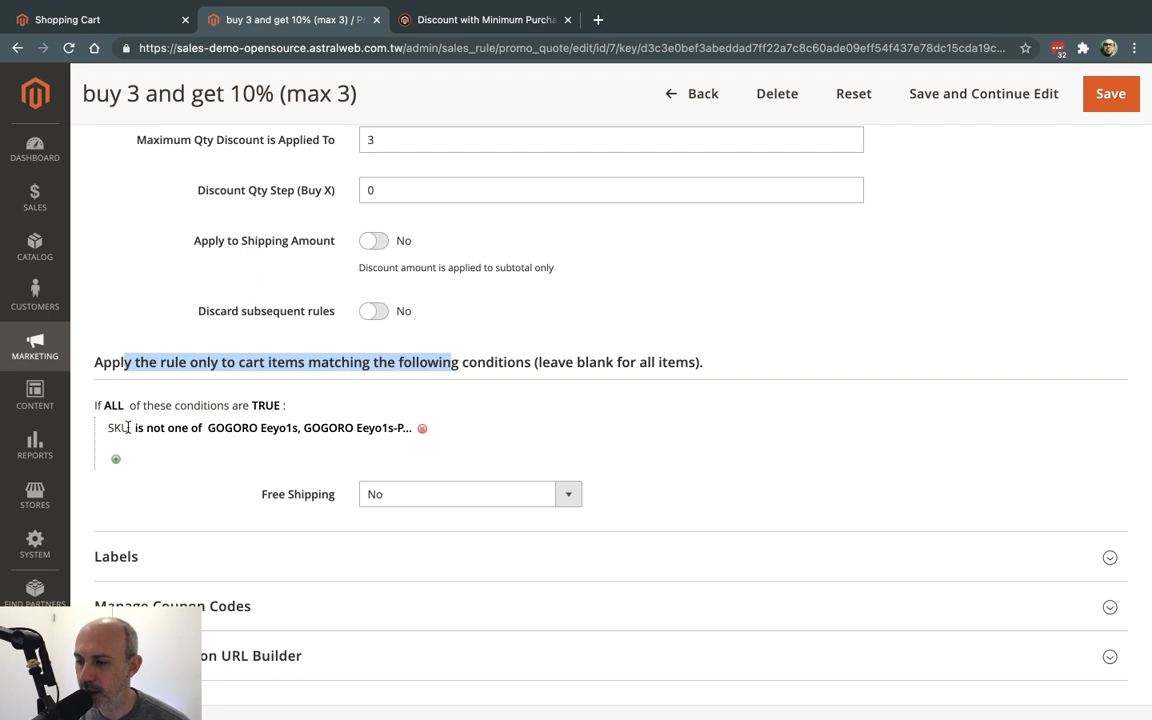 Shopping Cart
buy 3 and get 10% (max 3) / Pr
Discount with Minimum Purcha
https://sales-demo-opensource.astralweb.com.tw/admin/sales_rule/promo_quote/edit/id/7/key/d3c3e0bef3abeddad7ff22a7c8c60ade09eff54f437e78dc15cda19c...
32
buy 3 and get 10% (max 3)
Back
Delete
Reset
Save and Continue Edit
Save
DASHBOARD
SALES
CATALOG
CUSTOMERS
MARKETING
CONTENT
REPORTS
STORES
SYSTEM
FIND PARTNERS
Maximum Qty Discount is Applied To
3
Discount Qty Step (Buy X)
0
Apply to Shipping Amount
No
Discount amount is applied to subtotal only
Discard subsequent rules
No
Apply the rule only to cart items matching the following conditions (leave blank for all items).
If ALL of these conditions are TRUE :
SKU is not one of GOGORO Eeyo1s, GOGORO Eeyo1s-P...
Free Shipping
No
Labels
Manage Coupon Codes
on URL Builder